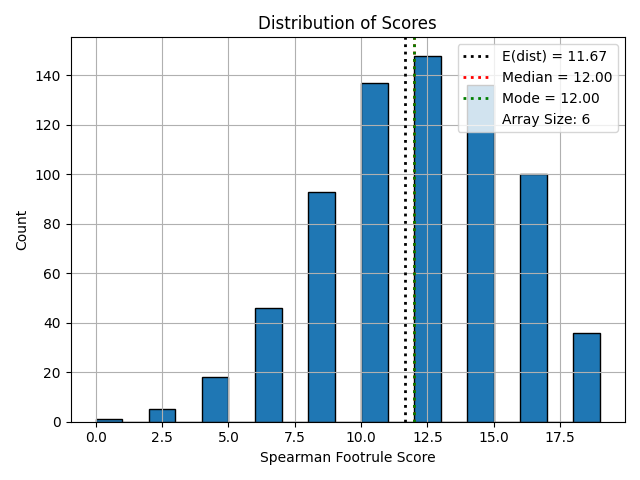 Distribution of Scores
E(dist) = 11.67
Median = 12.00
Mode = 12.00
Array Size: 6
Count
140
120
100
80
60
40
20
0
0.0 2.5 5.0 7.5 10.0 12.5 15.0 17.5
Spearman Footrule Score